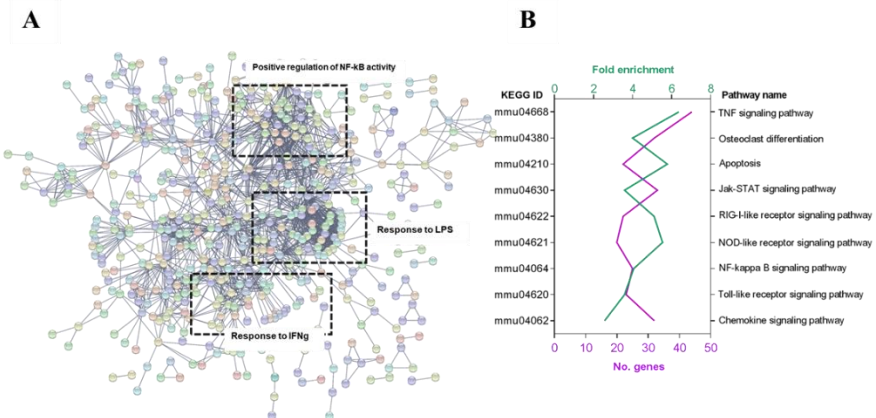 A
Positive regulation of NF-kB activity
Response to LPS
Response to IFNg
B
Fold enrichment
KEGG ID
0 2 4 6 8
Pathway name
mmu04668 TNF signaling pathway
mmu04380 Osteoclast differentiation
mmu04210 Apoptosis
mmu04630 Jak-STAT signaling pathway
mmu04622 RIG-I-like receptor signaling pathway
mmu04621 NOD-like receptor signaling pathway
mmu04064 NF-kappa B signaling pathway
mmu04620 Toll-like receptor signaling pathway
mmu04062 Chemokine signaling pathway
0 10 20 30 40 50
No. genes